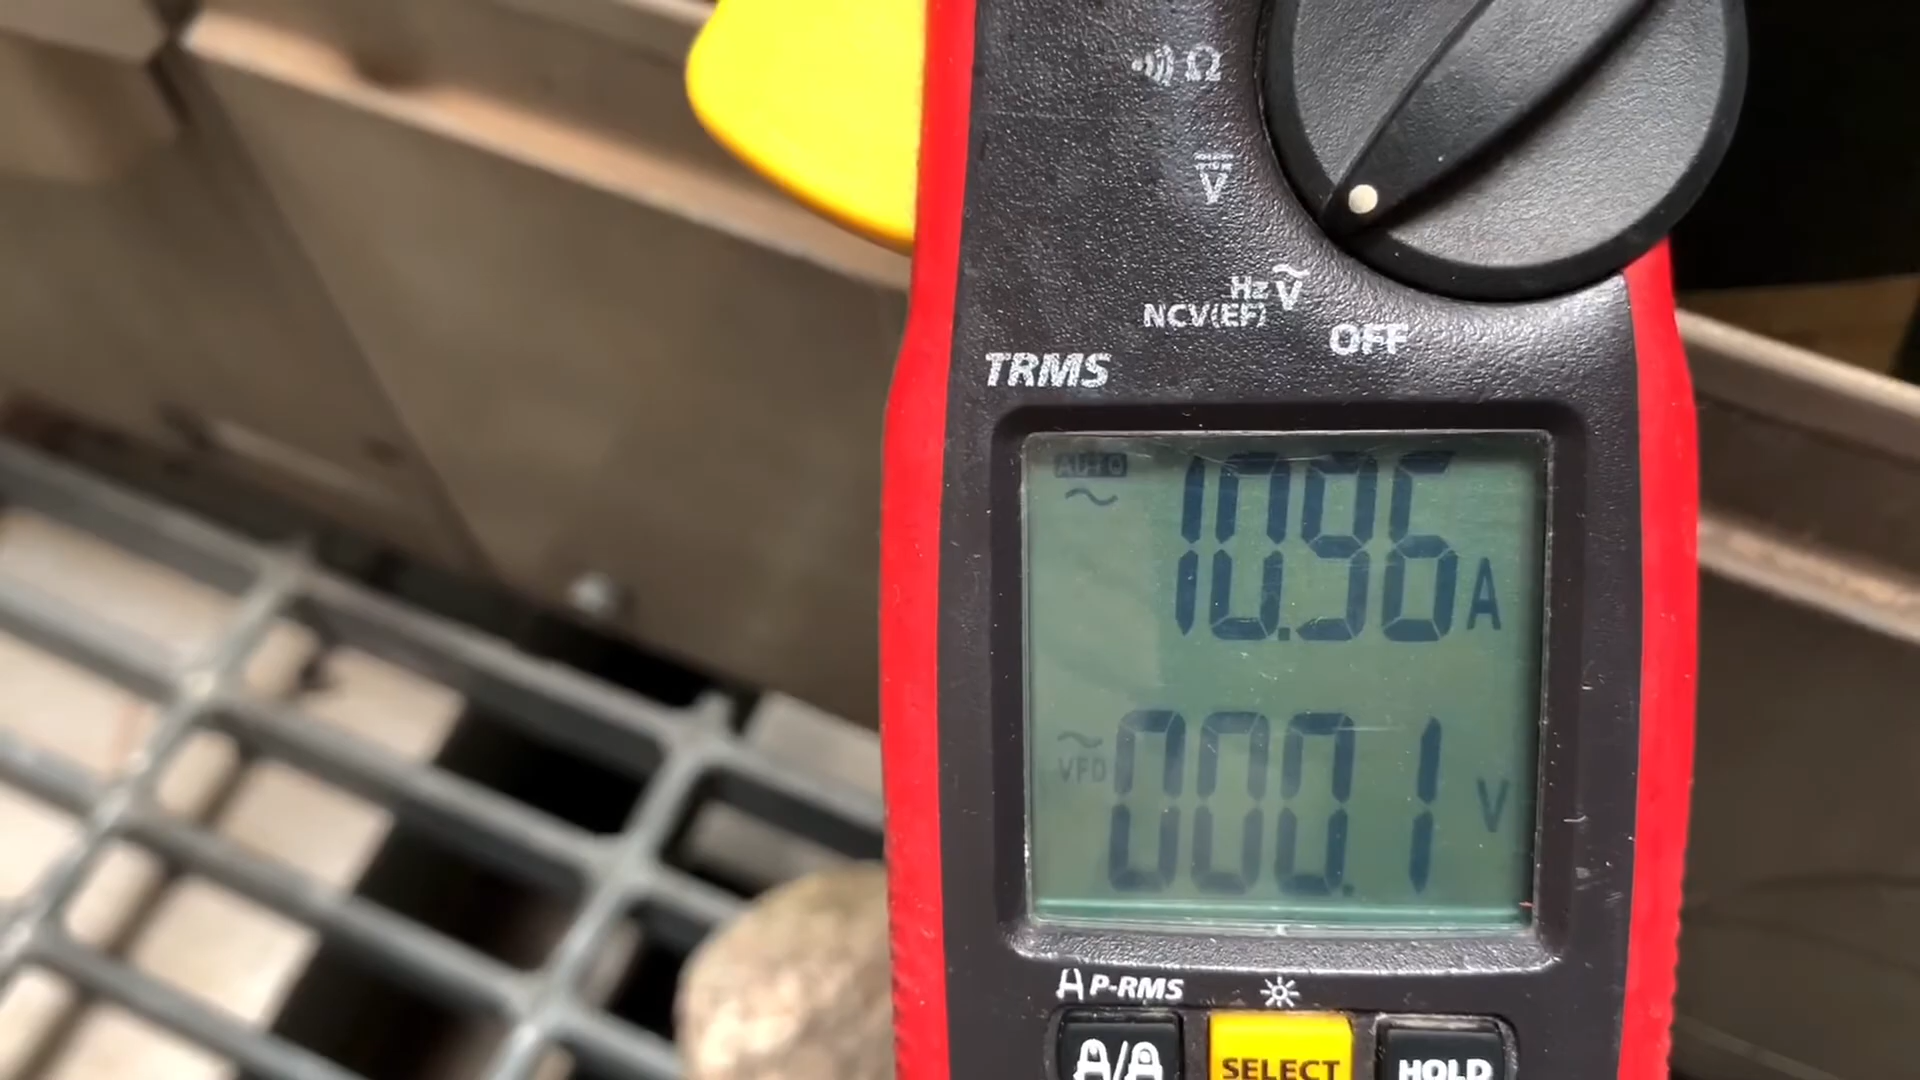 Ω
V
Hz V
NCV(EF)
OFF
TRMS
AUTO
10.96 A
VFD 000.1 V
A P-RMS
A/A
SELECT
HOLD